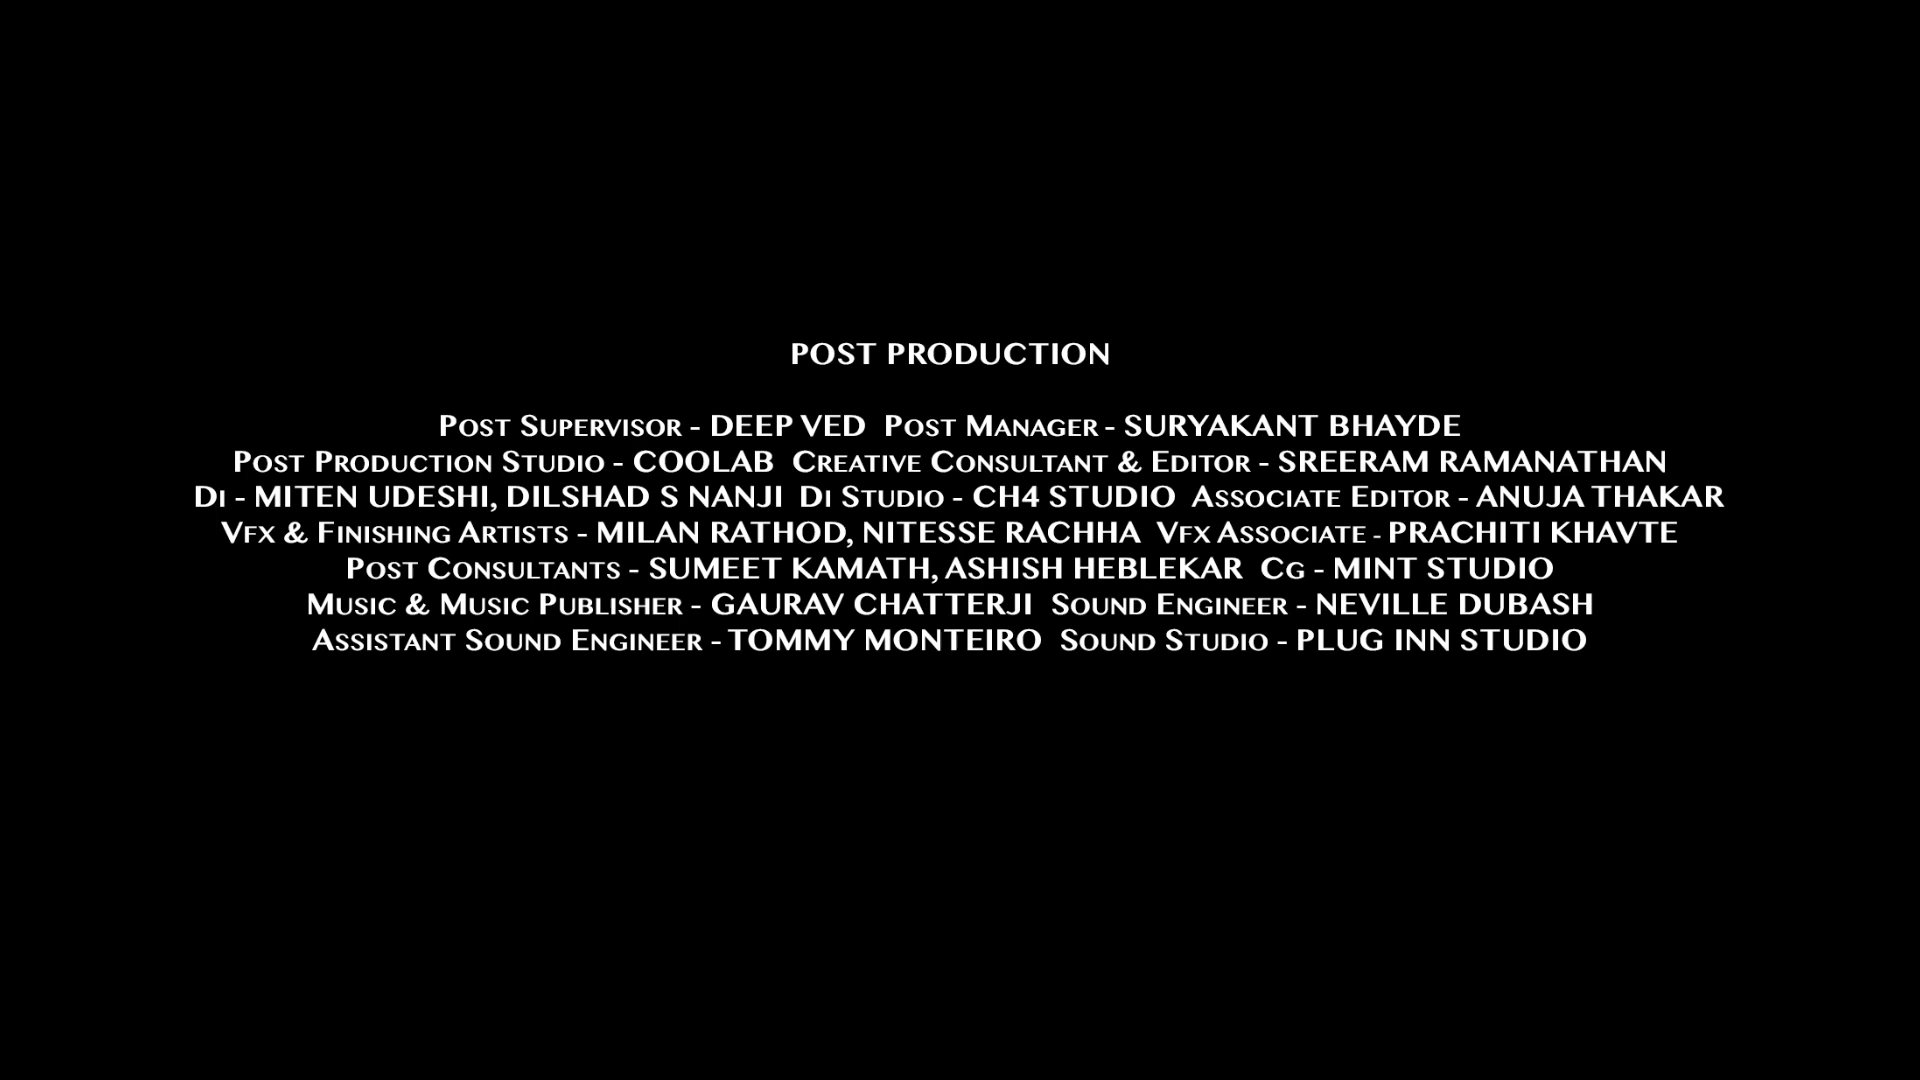 POST PRODUCTION
Post Supervisor - DEEP VED Post Manager - SURYAKANT BHAYDE
Post Production Studio - COOLAB Creative Consultant & Editor - SREERAM RAMANATHAN
Di - MITEN UDESHI, DILSHAD S NANJI Di Studio - CH4 STUDIO Associate Editor - ANUJA THAKAR
Vfx & Finishing Artists - MILAN RATHOD, NITESSE RACHHA Vfx Associate - PRACHITI KHAVTE
Post Consultants - SUMEET KAMATH, ASHISH HEBLEKAR Cg - MINT STUDIO
Music & Music Publisher - GAURAV CHATTERJI Sound Engineer - NEVILLE DUBASH
Assistant Sound Engineer - TOMMY MONTEIRO Sound Studio - PLUG INN STUDIO